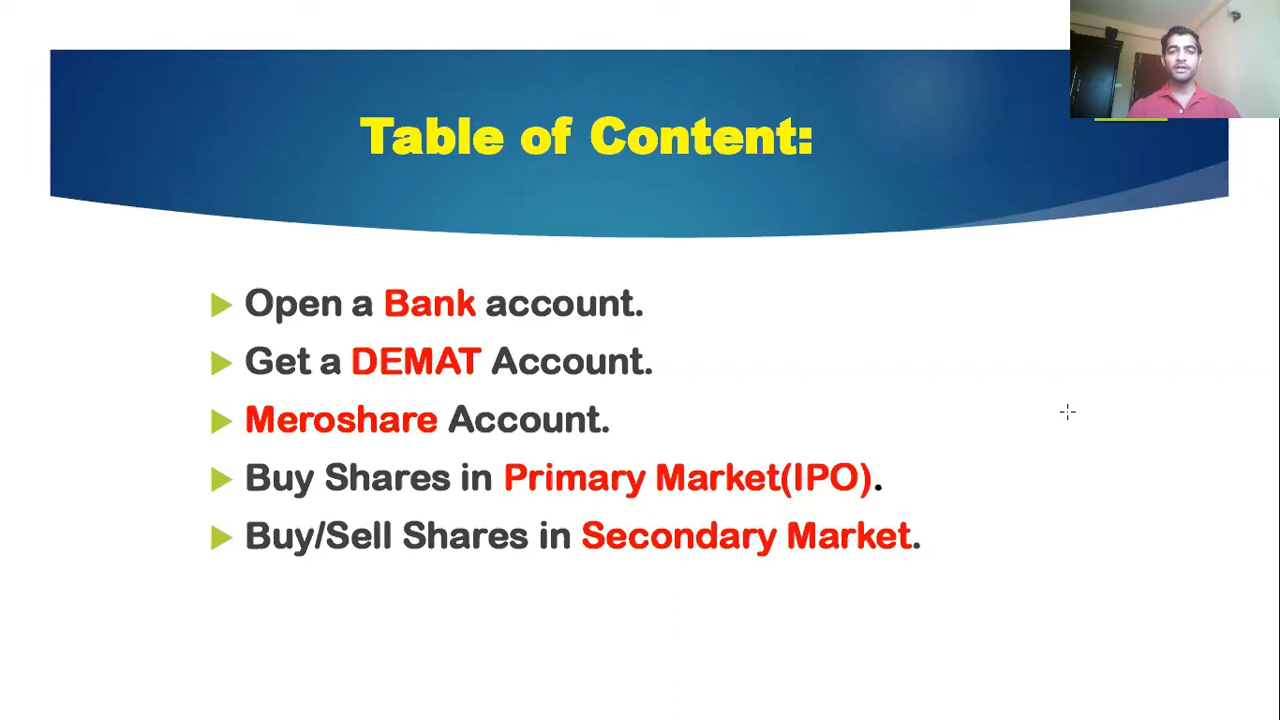 Table of Content:
Open a Bank account.
Get a DEMAT Account.
Meroshare Account.
Buy Shares in Primary Market(IPO).
Buy/Sell Shares in Secondary Market.